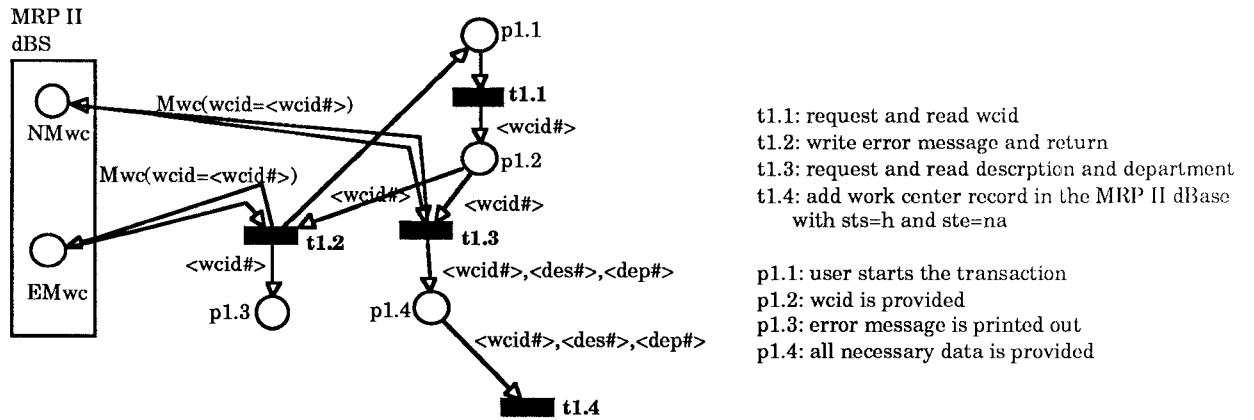 MRP II
dBS
p1.1
t1.1
Mwc(wcid=<wcid#>)
NMwc
<wcid#>
p1.2
Mwc(wcid=<wcid#>)
<wcid#>
<wcid#>
t1.2
t1.3
EMwc
<wcid#>
<wcid#>,<des#>,<dep#>
p1.3
p1.4
<wcid#>,<des#>,<dep#>
t1.4
t1.1: request and read wcid
t1.2: write error message and return
t1.3: request and read descrption and department
t1.4: add work center record in the MRP II dBase
with sts=h and ste=na
p1.1: user starts the transaction
p1.2: wcid is provided
p1.3: error message is printed out
p1.4: all necessary data is provided